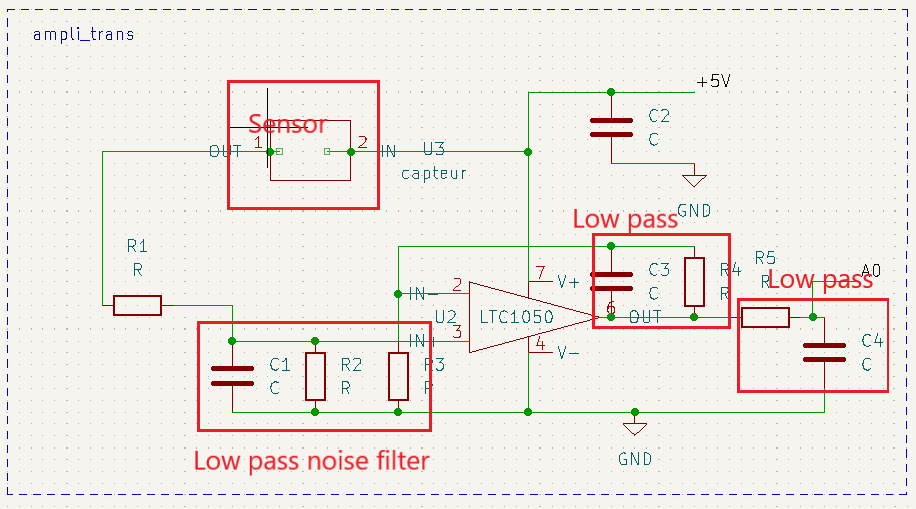 ampli_trans
+5V
Sensor
C2
C
1
2
OUT
IN
U3
capteur
GND
Low pass
R1
R
R5
R
A0
Low pass
7
V+
C3
C
R4
R
2
IN-
U2
LTC1050
6
OUT
3
IN+
4
V-
C1
C
R2
R
R3
R
C4
C
Low pass noise filter
GND